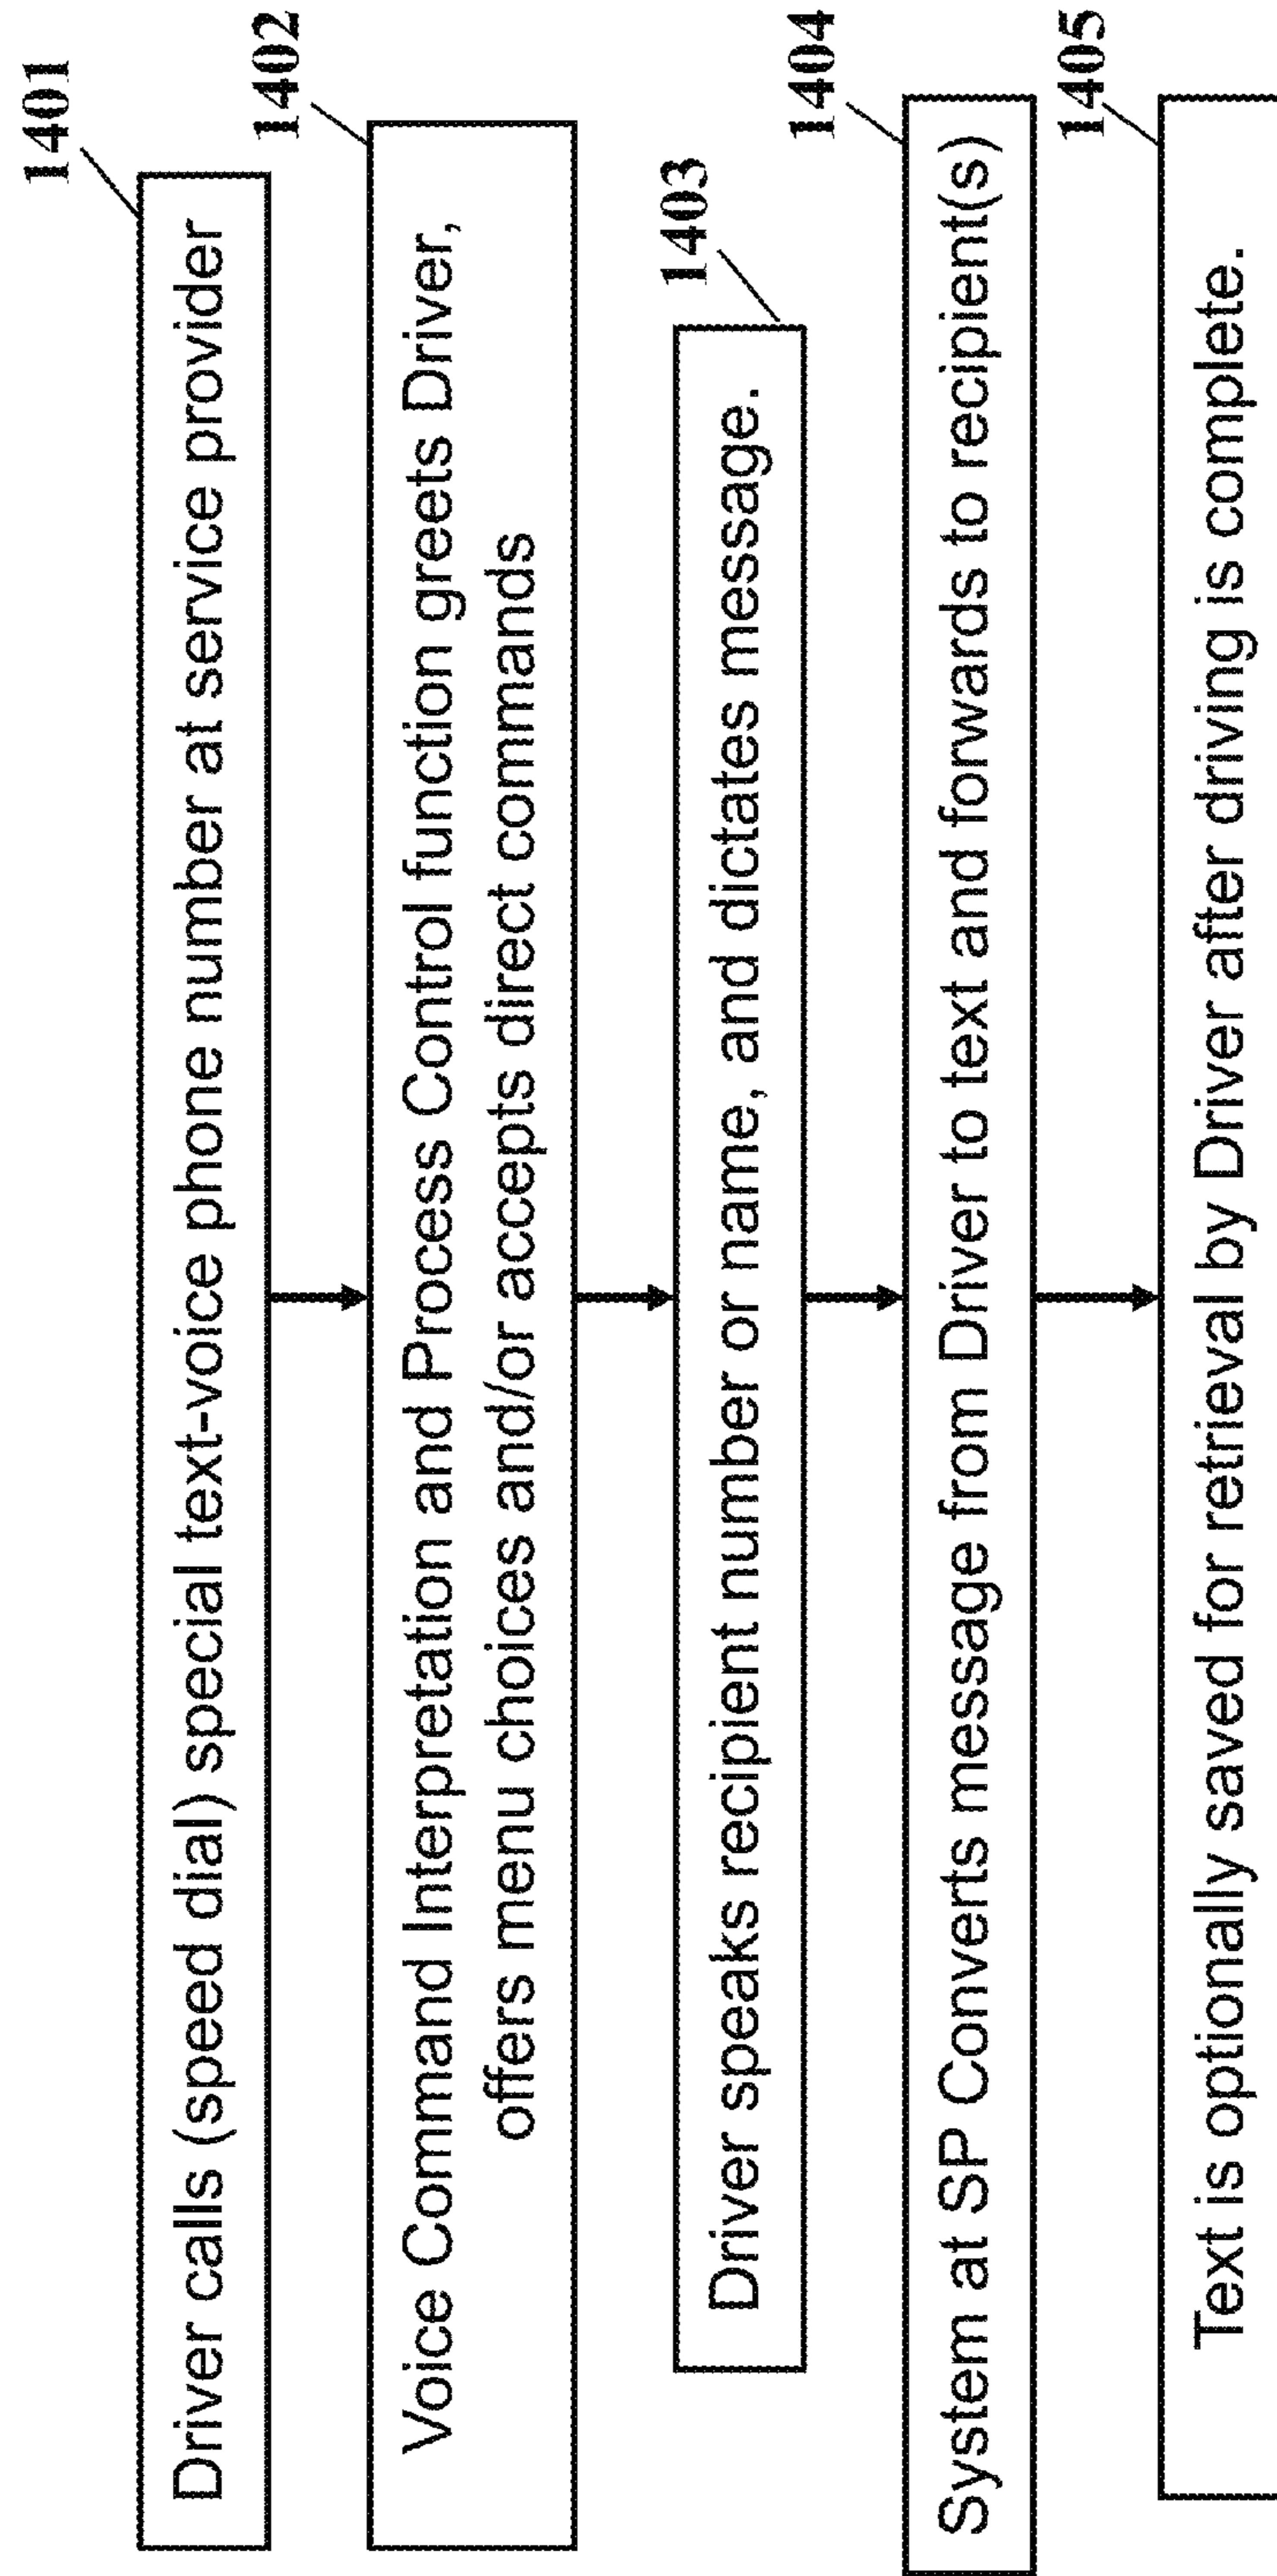 1401
Driver calls (speed dial) special text-voice phone number at service provider
1402
Voice Command Interpretation and Process Control function greets Driver,
offers menu choices and/or accepts direct commands
1403
Driver speaks recipient number or name, and dictates message.
1404
System at SP Converts message from Driver to text and forwards to recipient(s)
1405
Text is optionally saved for retrieval by Driver after driving is complete.